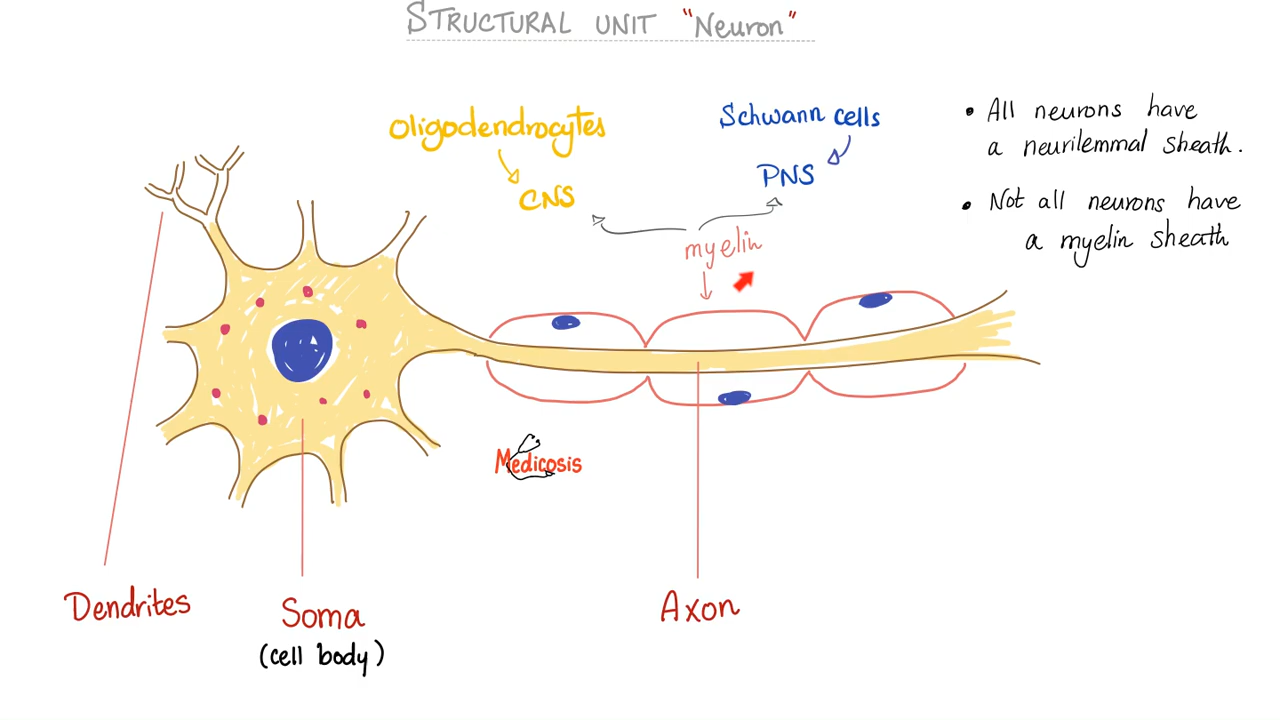 STRUCTURAL UNIT "Neuron"
Oligodendrocytes
CNS
Schwann cells
PNS
myelin
• All neurons have
a neurilemmal sheath.
• Not all neurons have
a myelin sheath
Medicosis
Dendrites
Soma
(cell body)
Axon